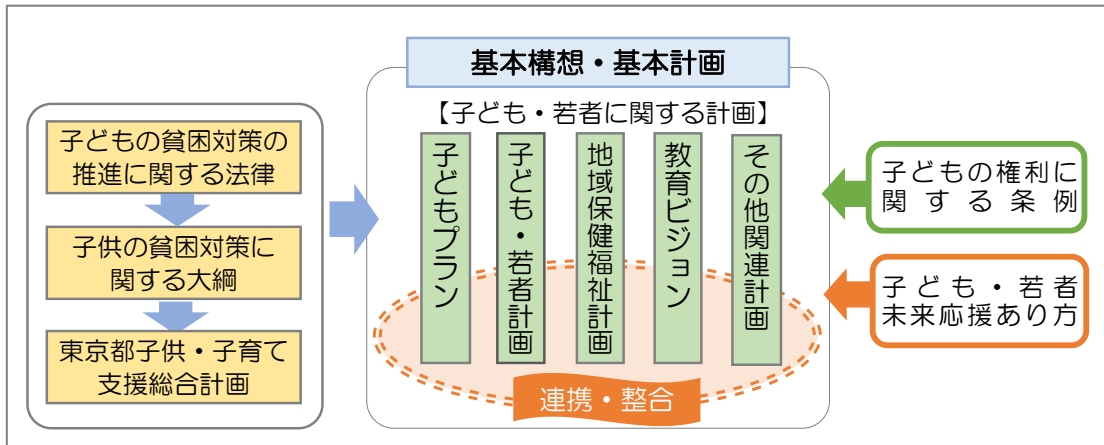 子どもの貧困対策の
推進に関する法律
子供の貧困対策に
関する大綱
東京都子供・子育て
支援総合計画
基本構想・基本計画
【子ども・若者に関する計画】
子どもプラン
子ども・若者計画
地域保健福祉計画
教育ビジョン
その他関連計画
連携・整合
子どもの権利に
関する条例
子ども・若者
未来応援あり方